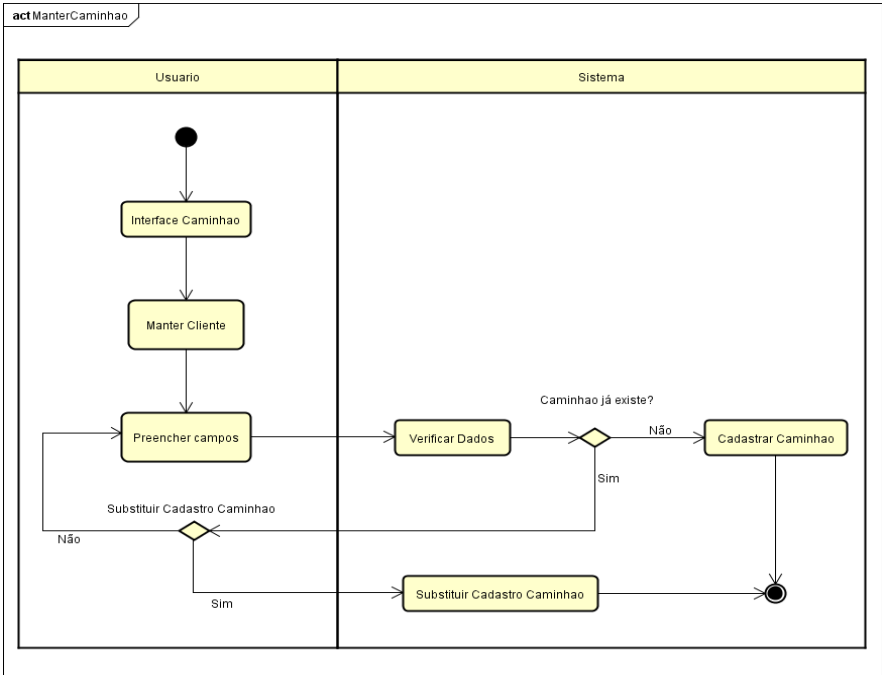 act ManterCaminhao
Usuario
Sistema
Interface Caminhao
Manter Cliente
Caminhao já existe?
Preencher campos
Verificar Dados
Não
Cadastrar Caminhao
Sim
Substituir Cadastro Caminhao
Não
Sim
Substituir Cadastro Caminhao